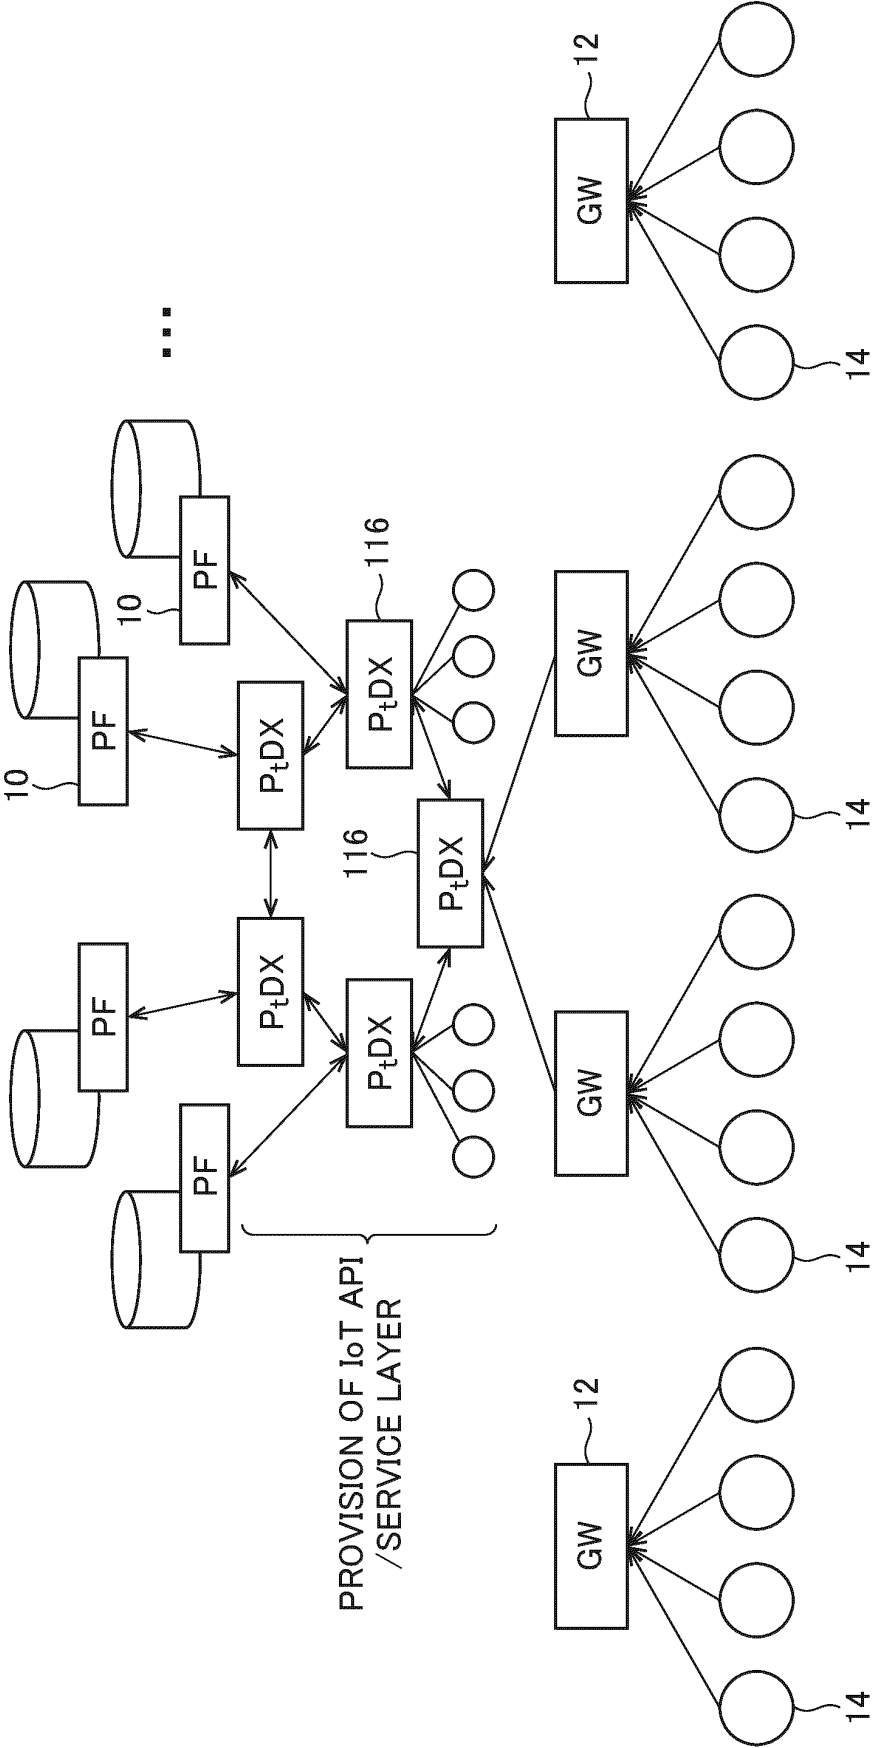 10
PF
PF
10
...
PF
PF
PtDX
PtDX
PROVISION OF IoT API
/SERVICE LAYER
116
116
PtDX
PtDX
PtDX
12
12
GW
GW
GW
GW
14
14
14
14